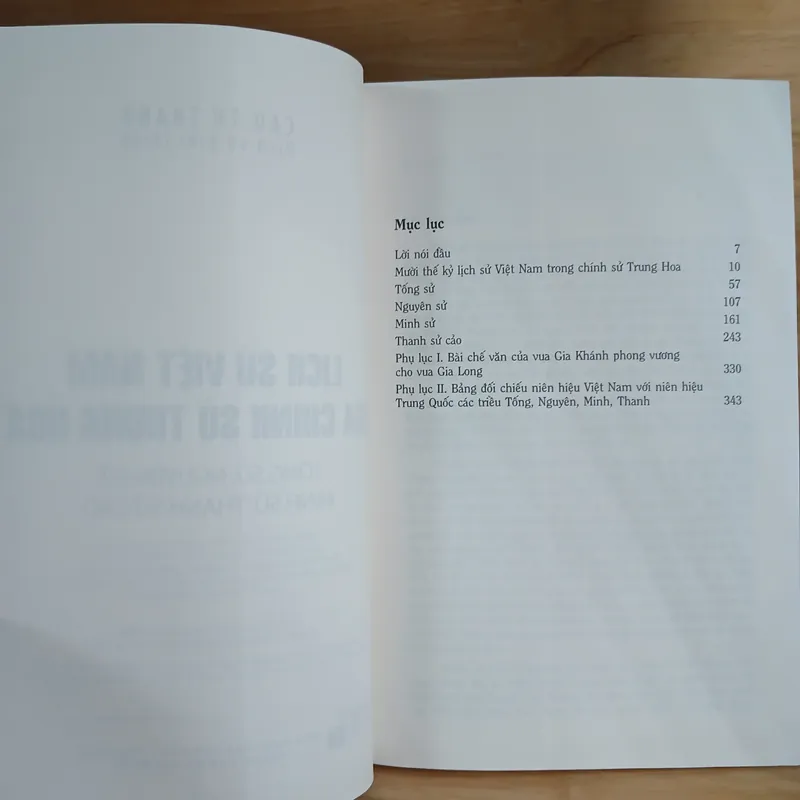 Mục lục
Lời nói đầu 7
Mười thế kỷ lịch sử Việt Nam trong chính sử Trung Hoa 10
Tống sử 57
Nguyên sử 107
Minh sử 161
Thanh sử cảo 243
Phụ lục I. Bài chế văn của vua Gia Khánh phong vương
cho vua Gia Long 330
Phụ lục II. Bảng đối chiếu niên hiệu Việt Nam với niên hiệu
Trung Quốc các triều Tống, Nguyên, Minh, Thanh 343